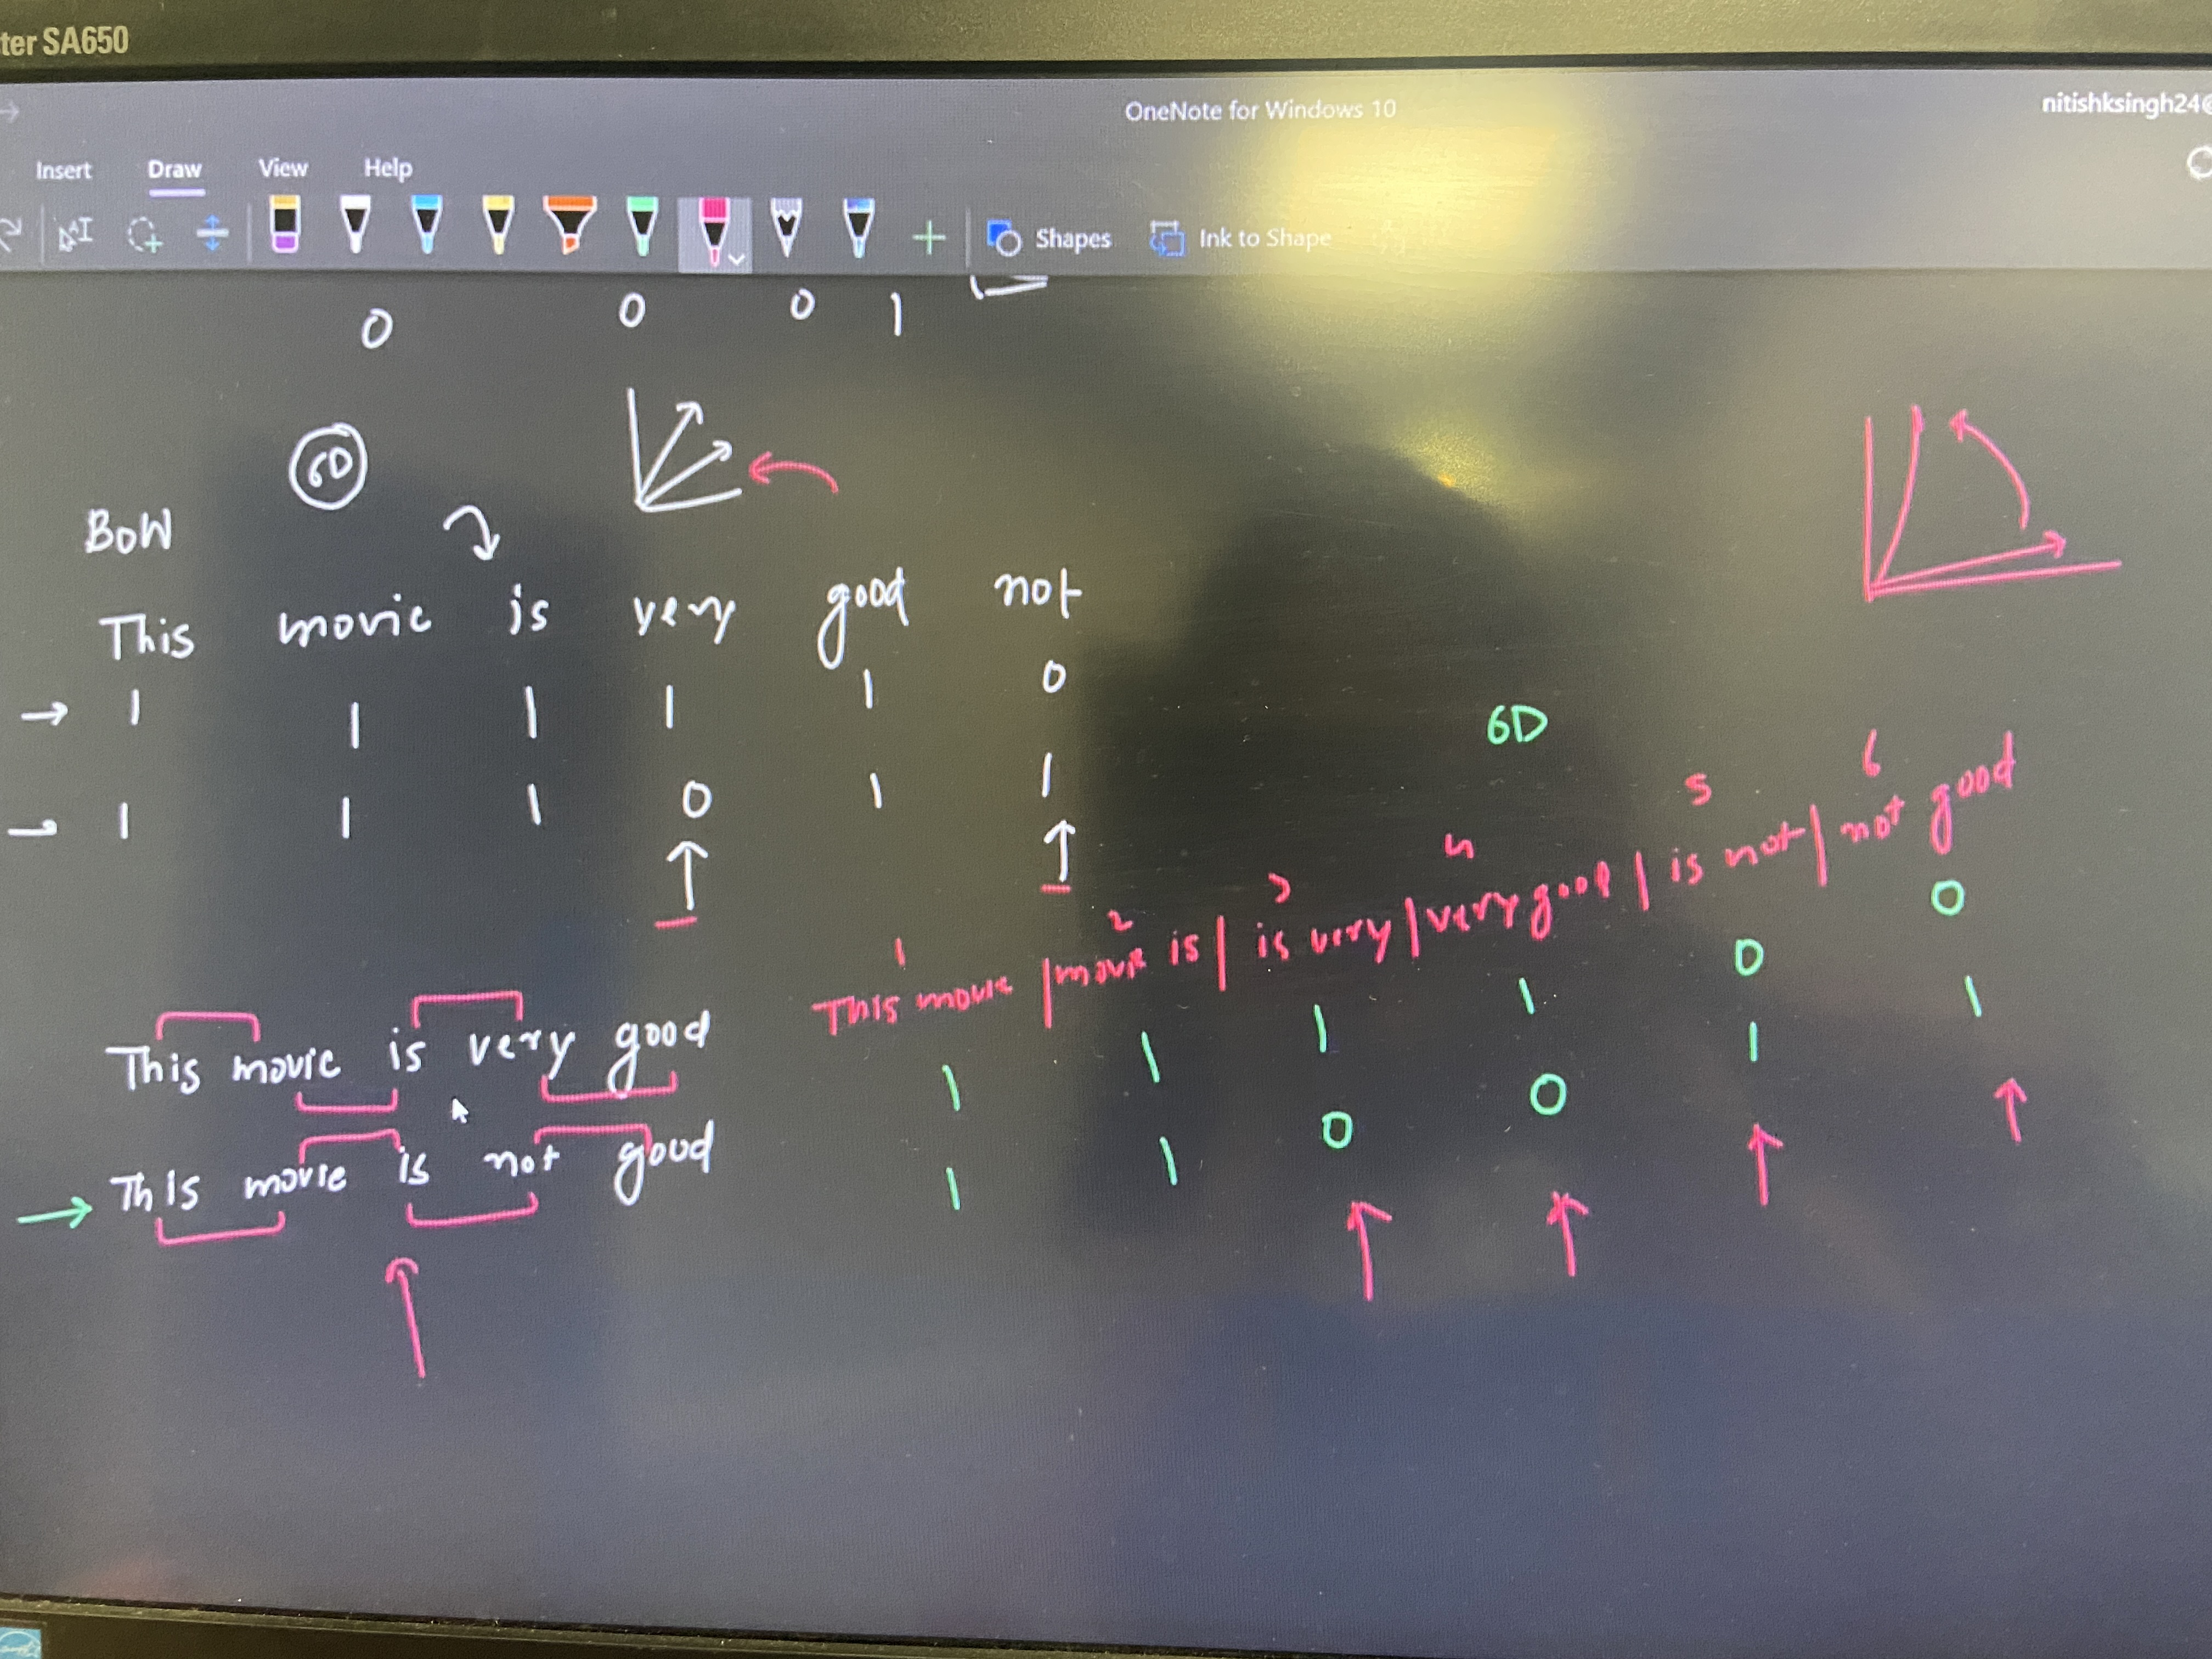 ter SA650
OneNote for Windows 10
nitishksingh24@
Insert Draw View Help
Shapes Ink to Shape
0 0 0 1
6D
BoW
This movie is very good not
→ 1 1 1 1 1 0
→ 1 1 1 0 1 1
6D
1 2 3 4 5 6
This movie | movie is | is very | very good | is not | not good
1 1 1 1 0 0
1 1 0 0 1 1
This movie is very good
This movie is not good